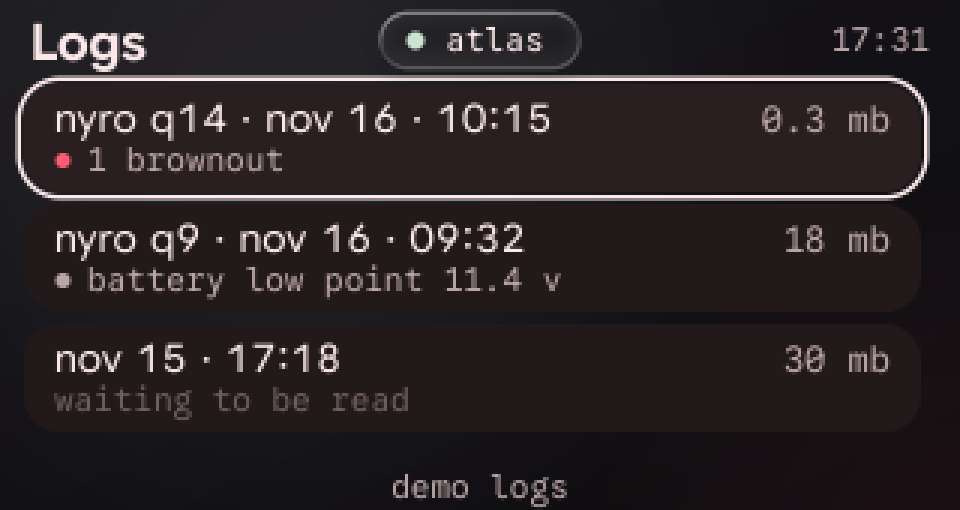 Logs
atlas
17:31
nyro q14 · nov 16 · 10:15
0.3 mb
1 brownout
nyro q9 · nov 16 · 09:32
18 mb
battery low point 11.4 v
nov 15 · 17:18
30 mb
waiting to be read
demo logs